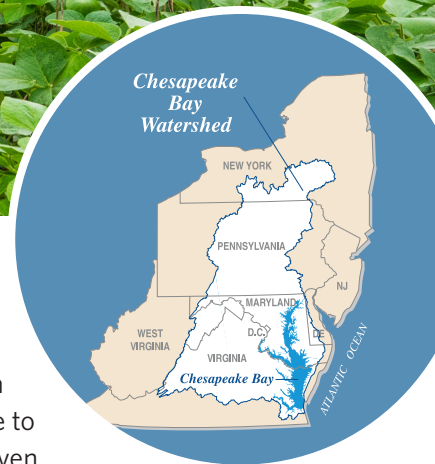 Chesapeake
Bay
Watershed
NEW YORK
PENNSYLVANIA
NJ
MARYLAND
D.C.
DE
WEST
VIRGINIA
VIRGINIA
Chesapeake Bay
ATLANTIC OCEAN
e to
ven